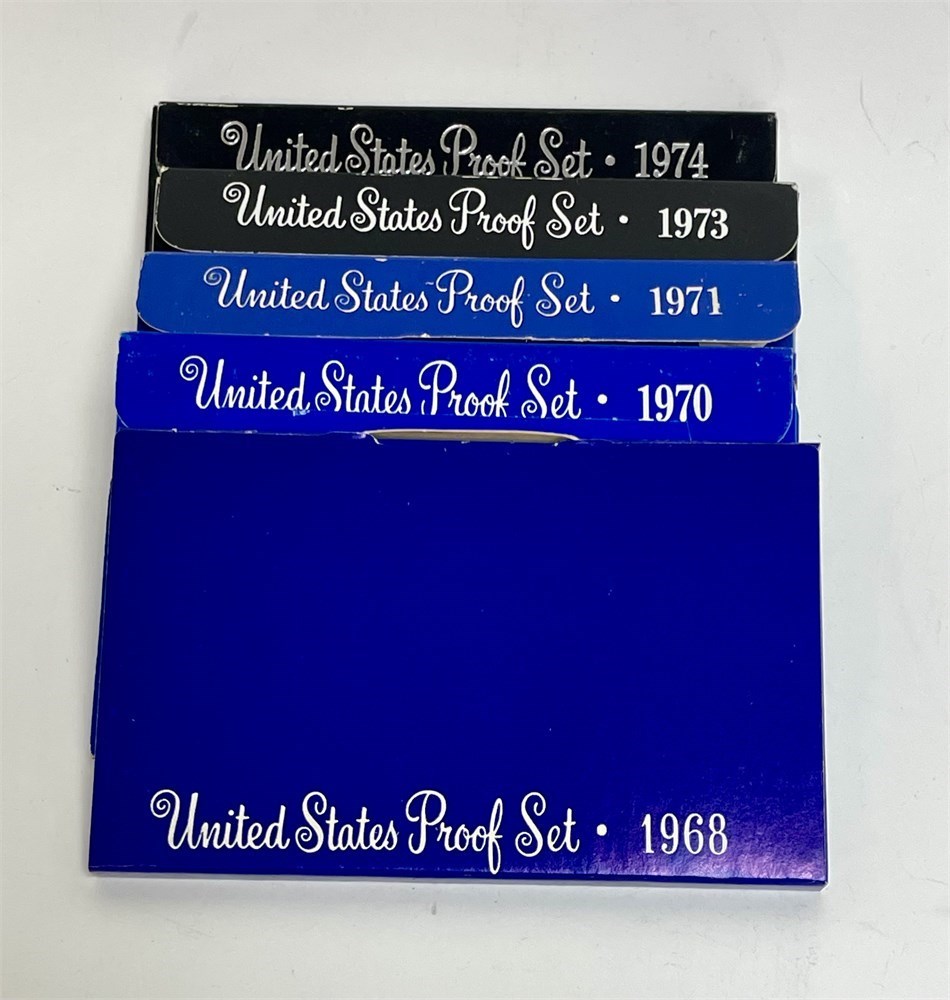 United States Proof Set • 1974
United States Proof Set • 1973
United States Proof Set • 1971
United States Proof Set • 1970
United States Proof Set • 1968